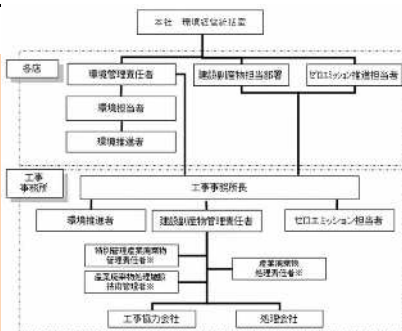 本社 環境経営統括室
各店
環境管理責任者
建設副産物担当部署
ゼロエミッション推進担当者
環境担当者
環境推進者
工事
事務所
工事事務所長
環境推進者
建設副産物管理責任者
ゼロエミッション担当者
特別管理産業廃棄物
管理責任者※
産業廃棄物処理施設
技術管理者※
産業廃棄物
処理責任者※
工事協力会社
処理会社